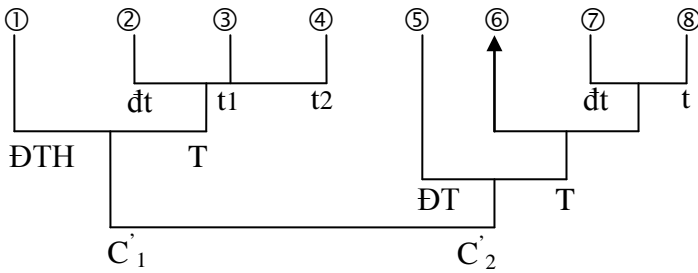 ① ② ③ ④ ⑤ ⑥ ⑦ ⑧
đt t1 t2 đt t
ĐTH T
ĐT T
C'1 C'2